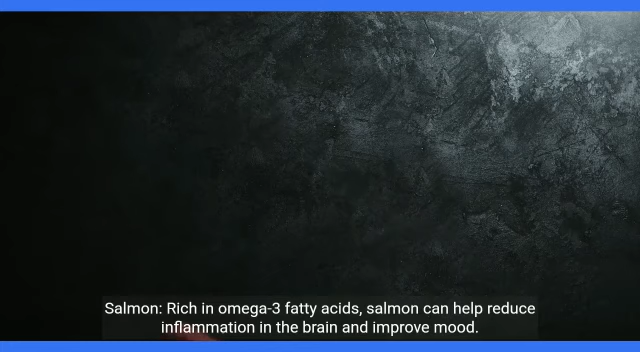 Salmon: Rich in omega-3 fatty acids, salmon can help reduce
inflammation in the brain and improve mood.